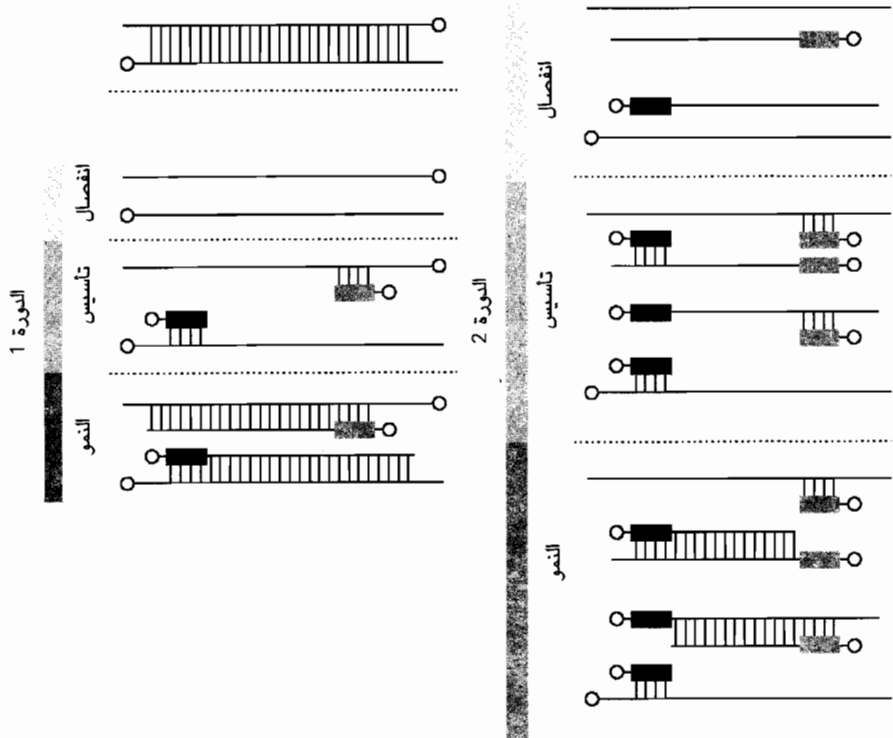 الدورة 1
انفصال
تأسيس
النمو
الدورة 2
انفصال
تأسيس
النمو